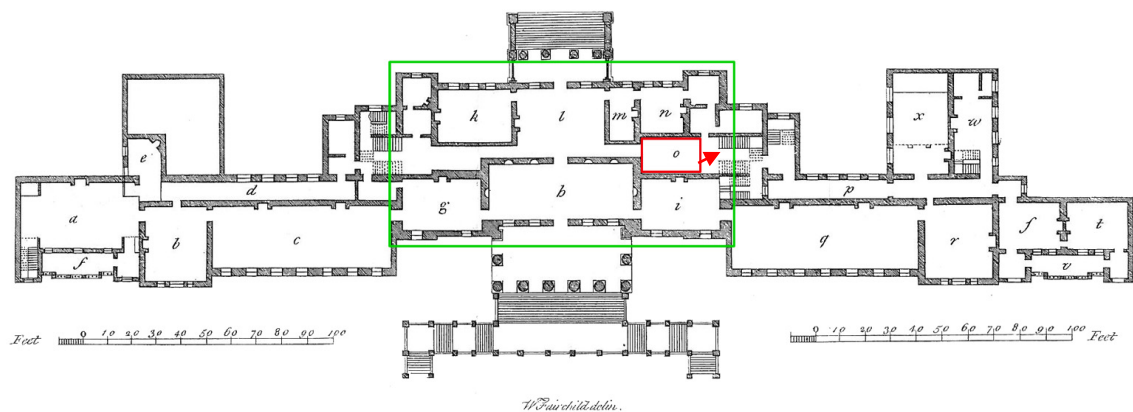 k l m n x w
e o
d h p
a g i
b c q r f t
f v
Feet 0 10 20 30 40 50 60 70 80 90 100
0 10 20 30 40 50 60 70 80 90 100 Feet
W Fairchild delin.